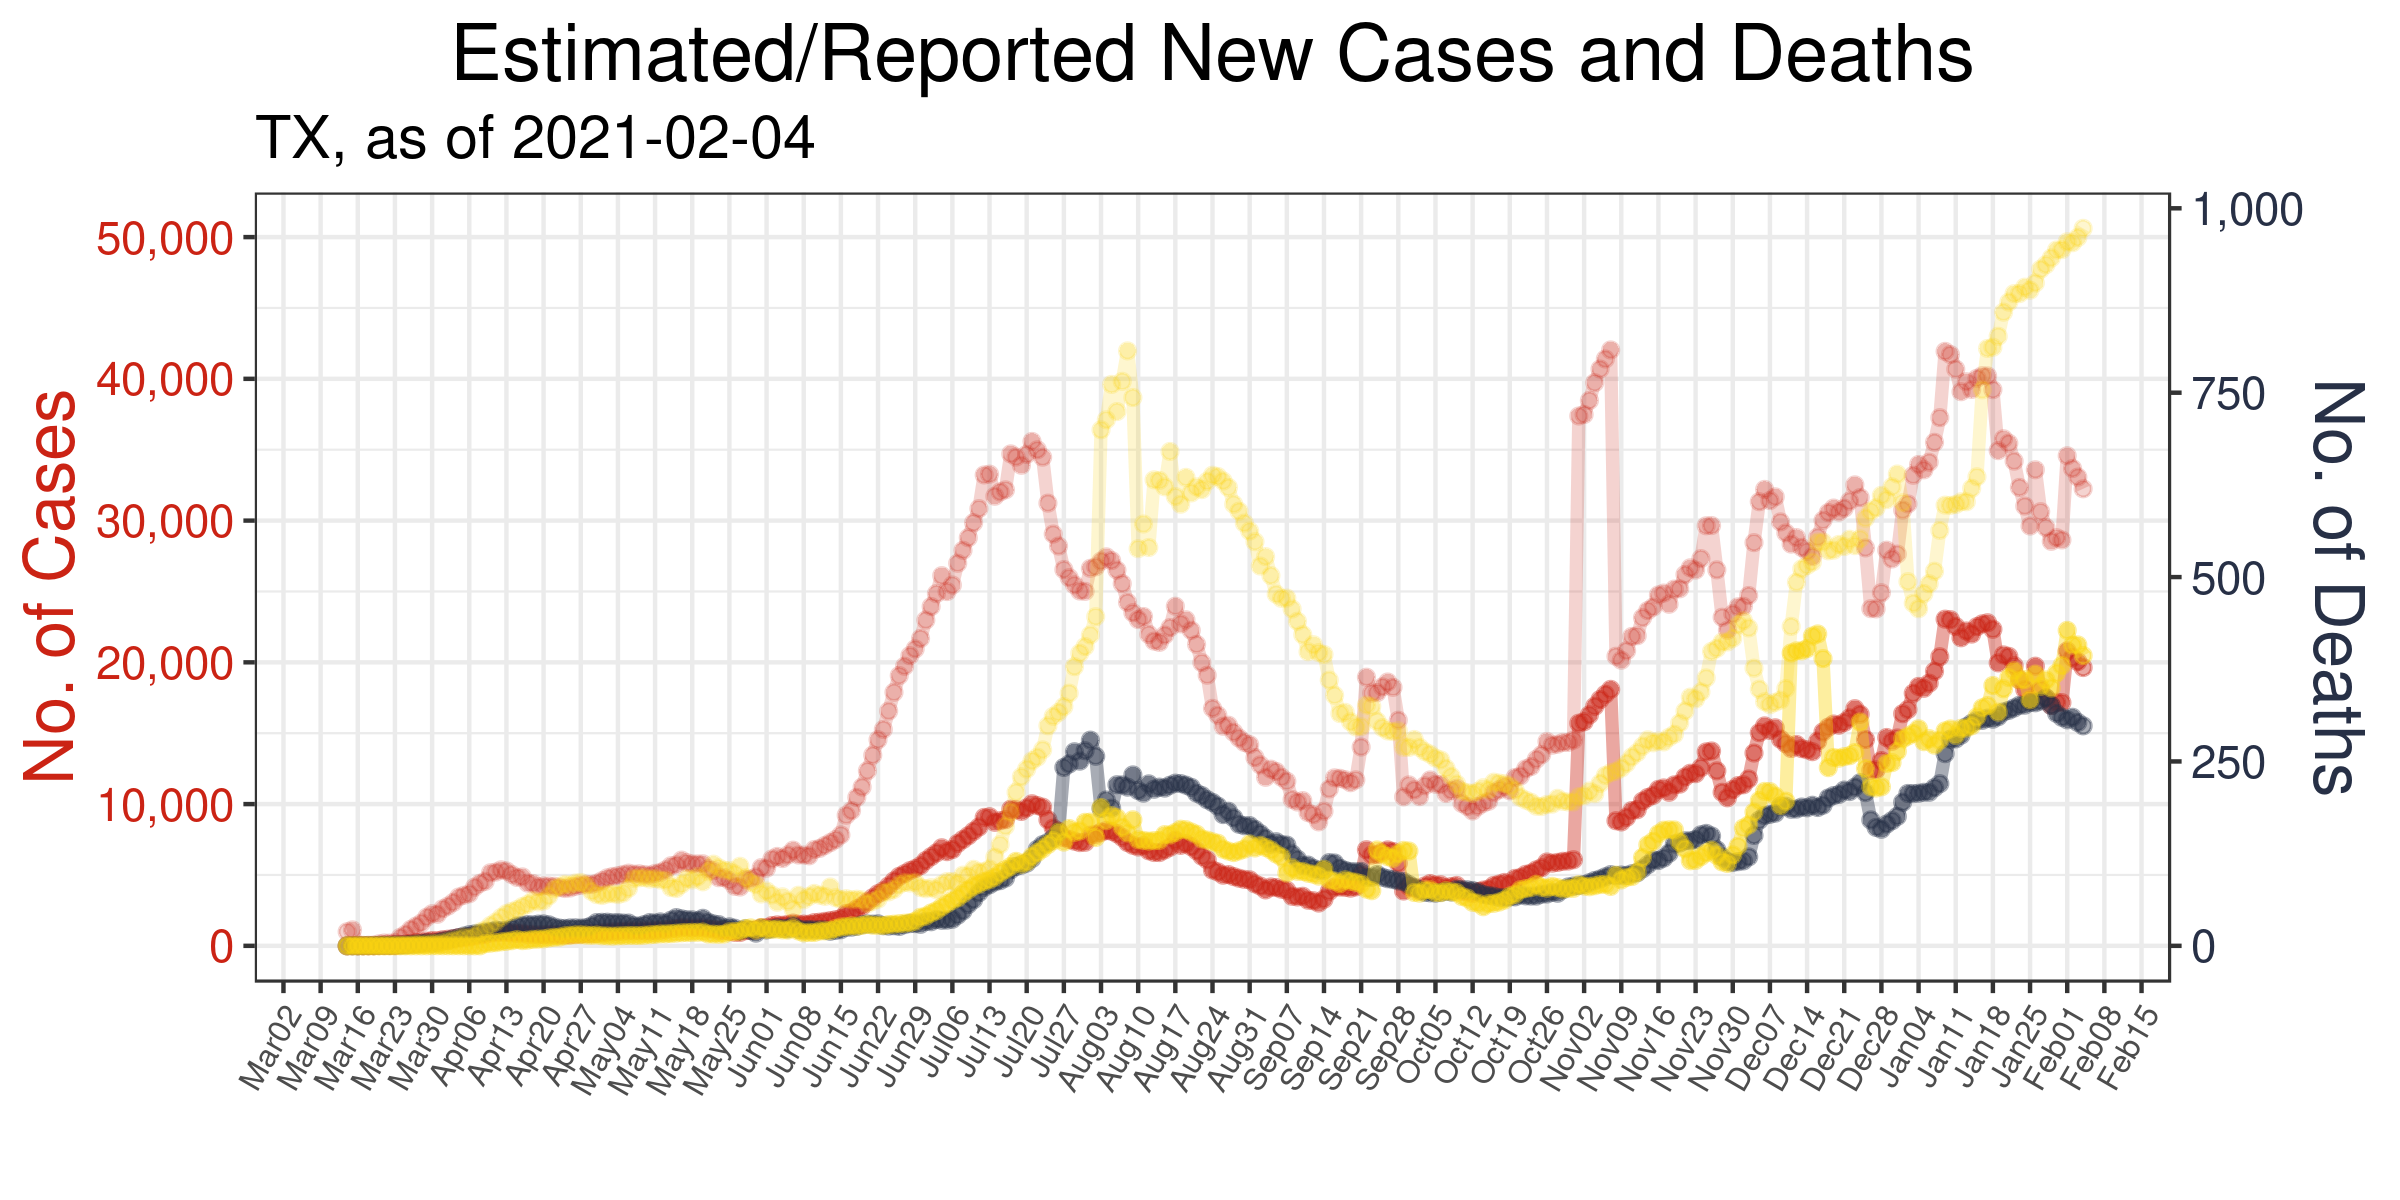 Estimated/Reported New Cases and Deaths
TX, as of 2021-02-04
No. of Cases
50,000
40,000
30,000
20,000
10,000
0
1,000
750
500
250
0
No. of Deaths
Mar02 Mar09 Mar16 Mar23 Mar30 Apr06 Apr13 Apr20 Apr27 May04 May11 May18 May25 Jun01 Jun08 Jun15 Jun22 Jun29 Jul06 Jul13 Jul20 Jul27 Aug03 Aug10 Aug17 Aug24 Aug31 Sep07 Sep14 Sep21 Sep28 Oct05 Oct12 Oct19 Oct26 Nov02 Nov09 Nov16 Nov23 Nov30 Dec07 Dec14 Dec21 Dec28 Jan04 Jan11 Jan18 Jan25 Feb01 Feb08 Feb15